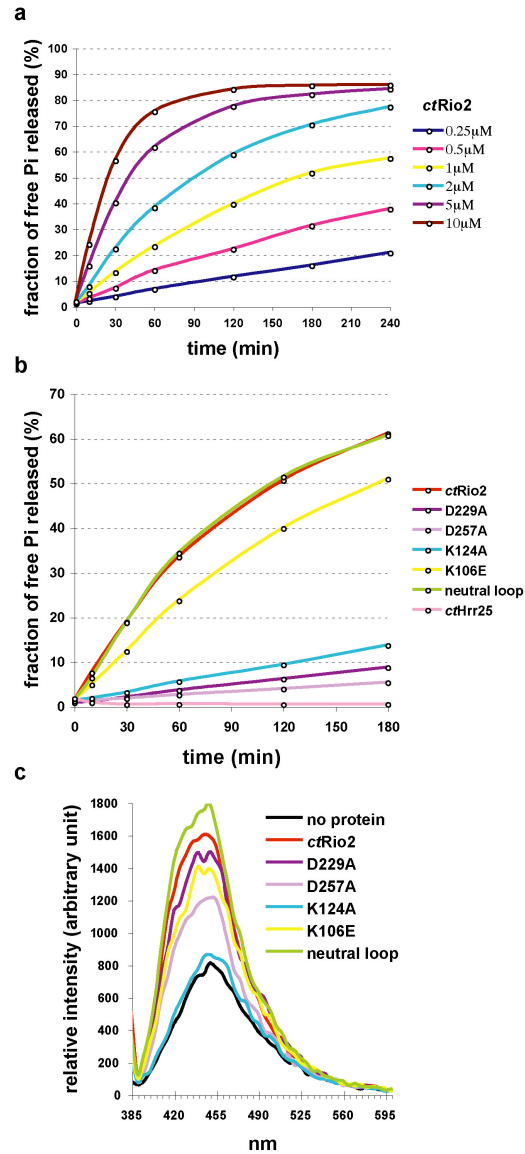 a
fraction of free Pi released (%)
100
90
80
70
60
50
40
30
20
10
0
0 30 60 90 120 150 180 210 240
time (min)
ctRio2
0.25µM
0.5µM
1µM
2µM
5µM
10µM
b
fraction of free Pi released (%)
70
60
50
40
30
20
10
0
0 30 60 90 120 150 180
time (min)
ctRio2
D229A
D257A
K124A
K106E
neutral loop
ctHrr25
c
relative intensity (arbitrary unit)
1800
1600
1400
1200
1000
800
600
400
200
0
385 420 455 490 525 560 595
nm
no protein
ctRio2
D229A
D257A
K124A
K106E
neutral loop